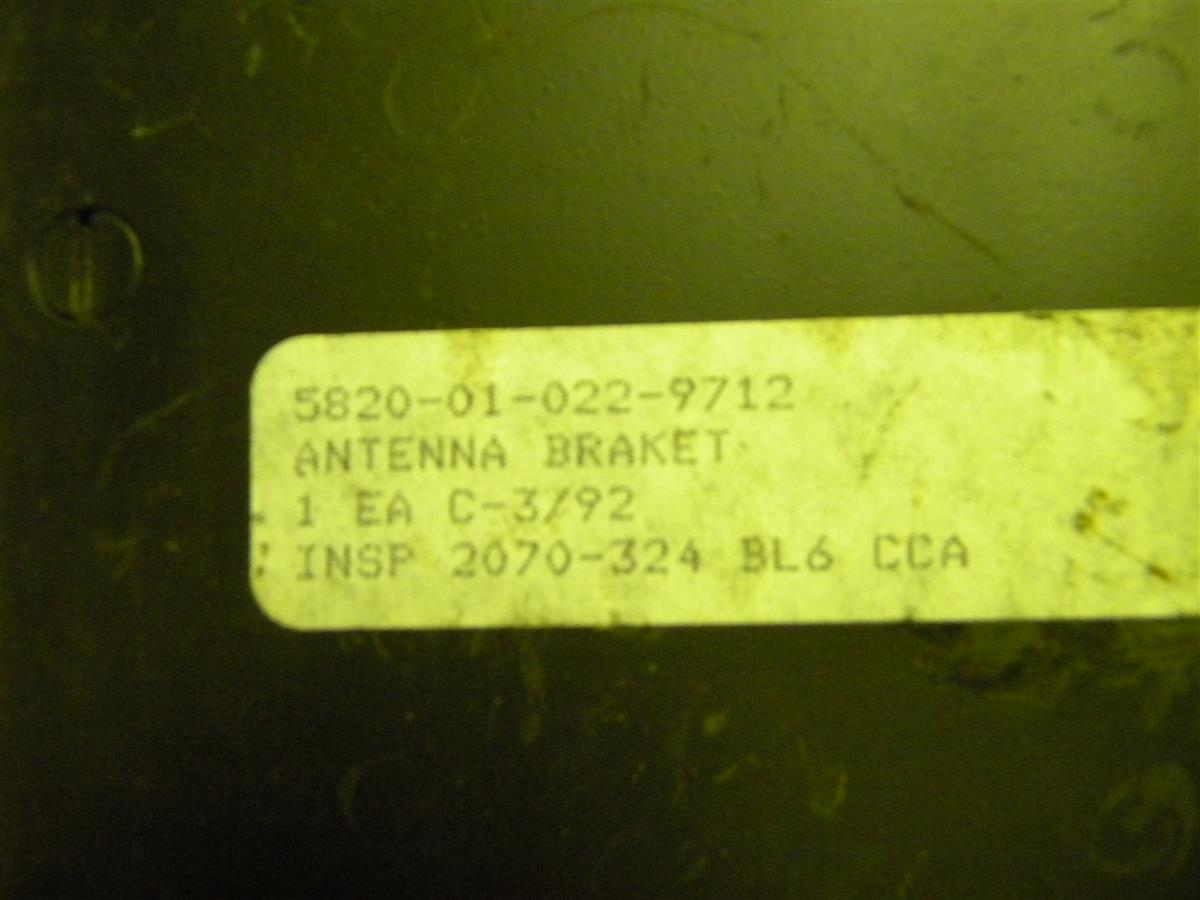 5820-01-022-9712
ANTENNA BRAKET
1 EA C-3/92
INSP 2070-324 BL6 CCA